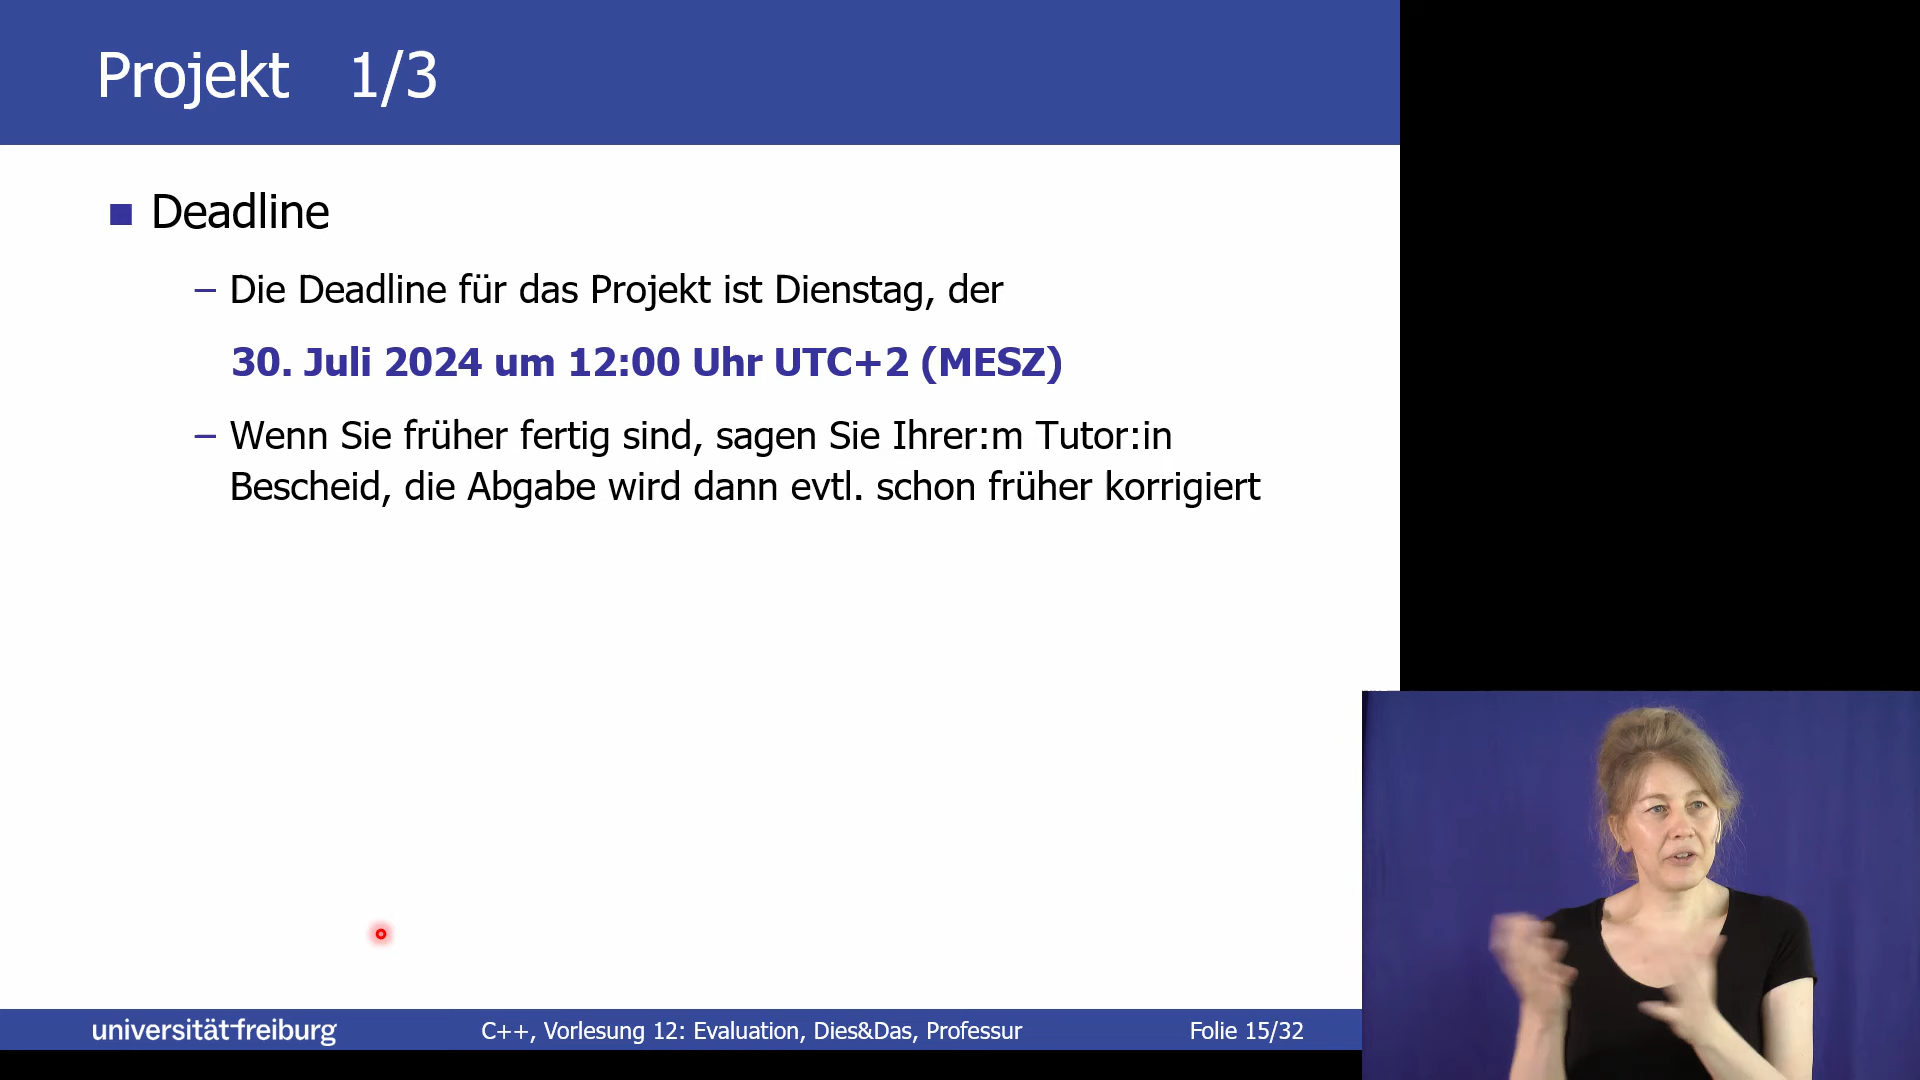 Projekt 1/3
Deadline
– Die Deadline für das Projekt ist Dienstag, der
30. Juli 2024 um 12:00 Uhr UTC+2 (MESZ)
– Wenn Sie früher fertig sind, sagen Sie Ihrer:m Tutor:in
Bescheid, die Abgabe wird dann evtl. schon früher korrigiert
universität freiburg
C++, Vorlesung 12: Evaluation, Dies&Das, Professur
Folie 15/32